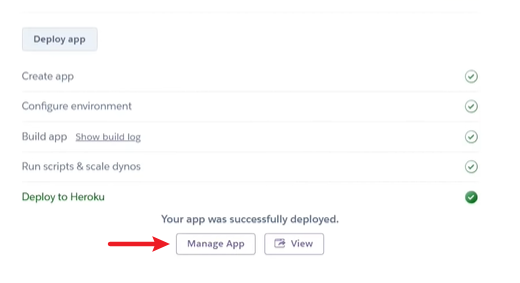 Deploy app
Create app
Configure environment
Build app Show build log
Run scripts & scale dynos
Deploy to Heroku
Your app was successfully deployed.
Manage App View